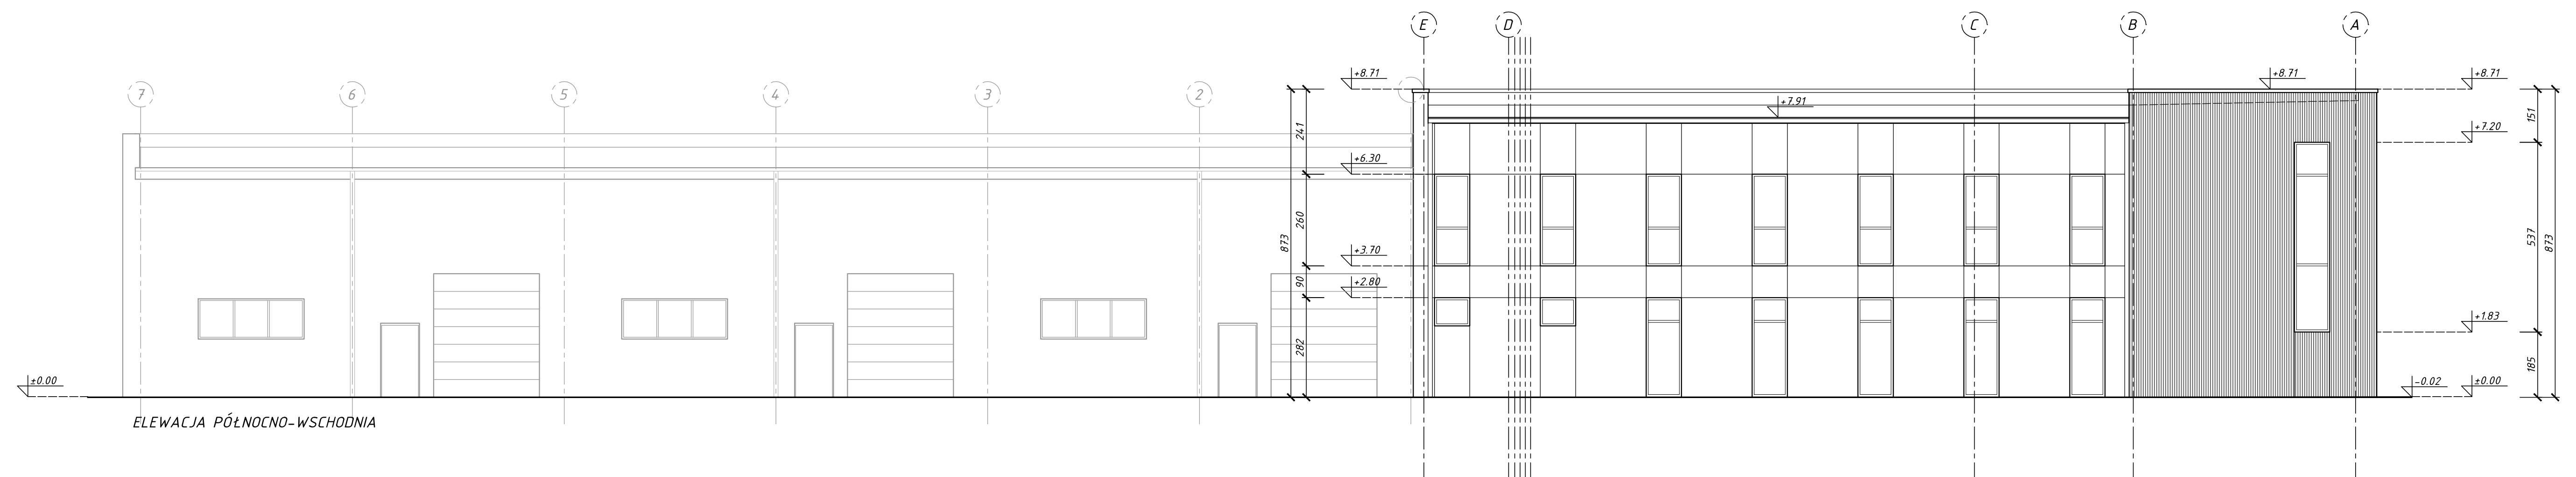 E D C B A
7 6 5 4 3 2
+8.71 +8.71 +8.71
+7.91
241 151
+7.20
+6.30
260
873 537 873
+3.70
90
+2.80
+1.83
282 185
±0.00 -0.02 ±0.00
ELEWACJA PÓŁNOCNO-WSCHODNIA